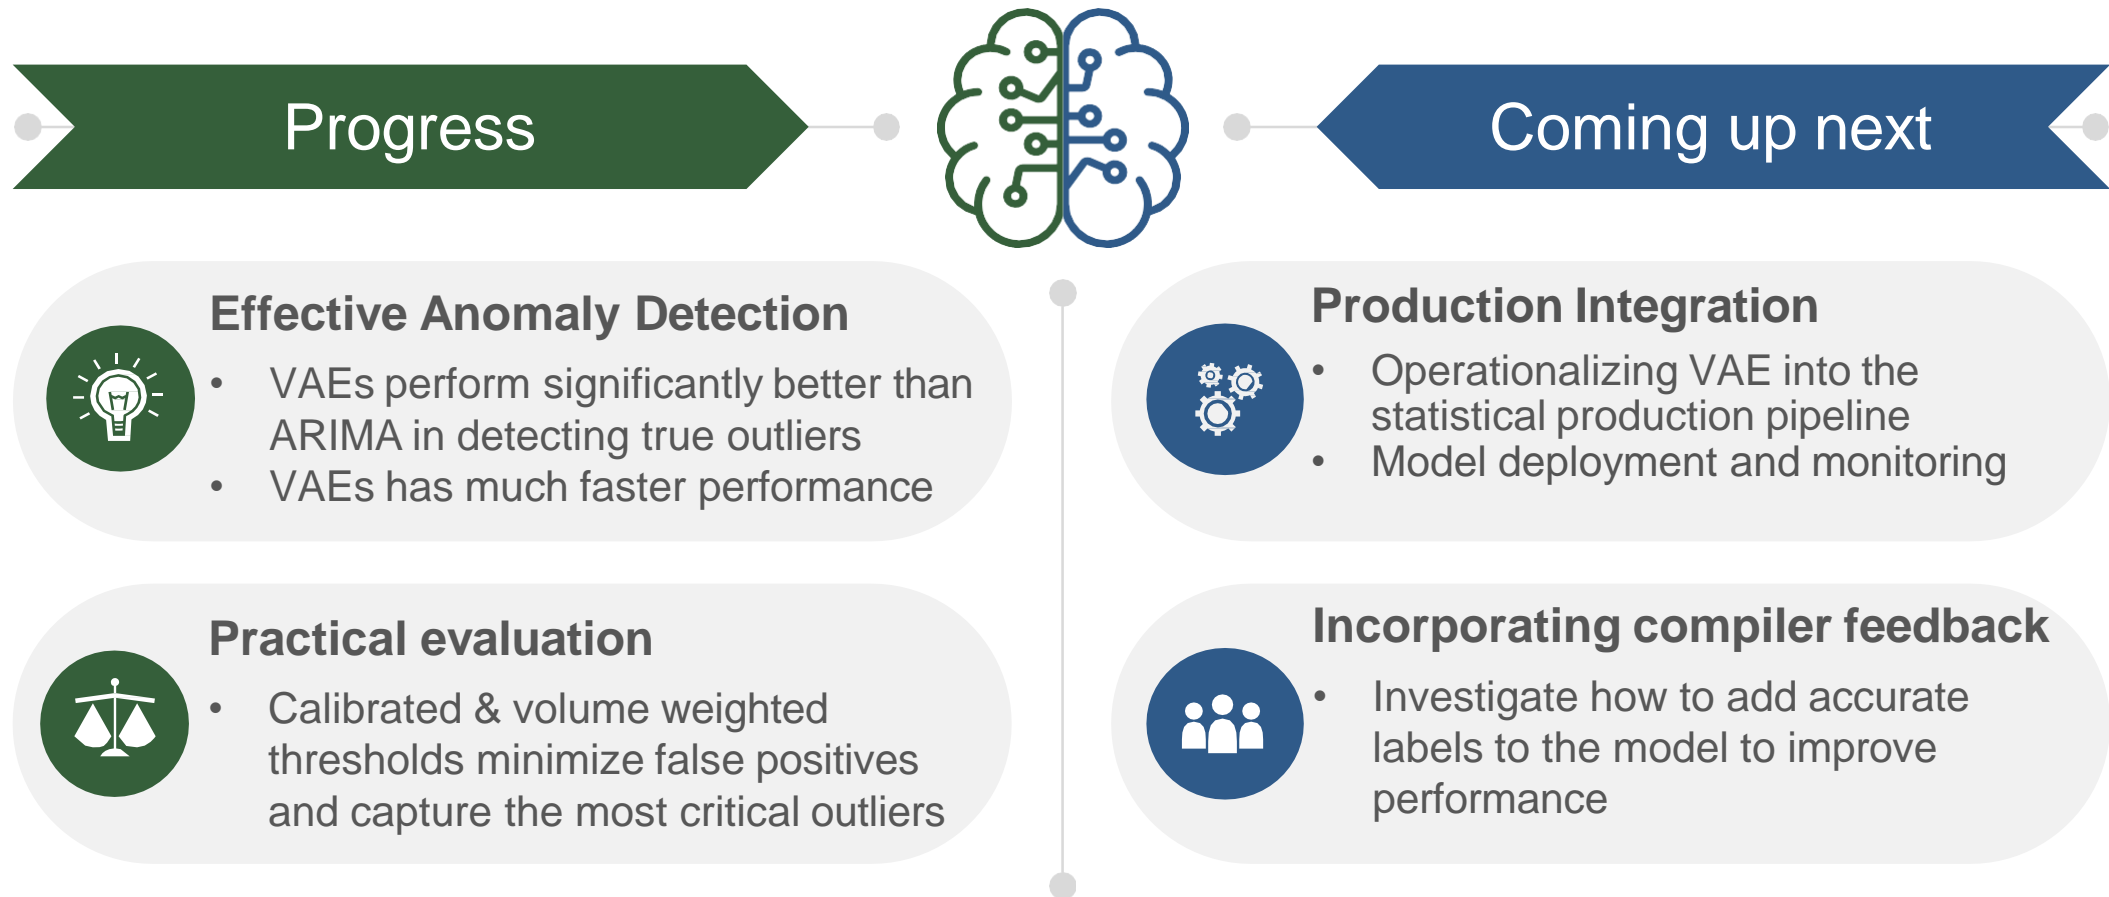 Progress
Coming up next
Effective Anomaly Detection
• VAEs perform significantly better than
ARIMA in detecting true outliers
• VAEs has much faster performance
Practical evaluation
• Calibrated & volume weighted
thresholds minimize false positives
and capture the most critical outliers
Production Integration
• Operationalizing VAE into the
statistical production pipeline
• Model deployment and monitoring
Incorporating compiler feedback
• Investigate how to add accurate
labels to the model to improve
performance